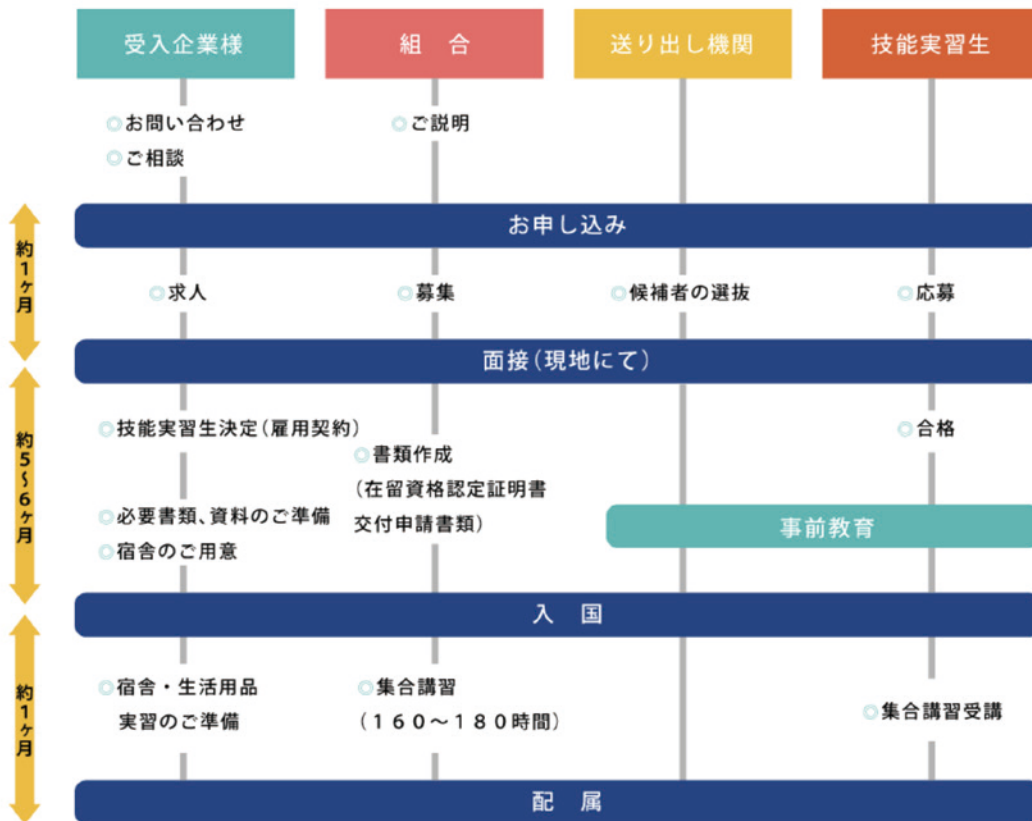 受入企業様
組合
送り出し機関
技能実習生
◎お問い合わせ
◎ご相談
◎ご説明
お申し込み
約1ヶ月
◎求人
◎募集
◎候補者の選抜
◎応募
面接(現地にて)
約5~6ヶ月
◎技能実習生決定(雇用契約)
◎合格
◎書類作成
(在留資格認定証明書
交付申請書類)
◎必要書類、資料のご準備
◎宿舎のご用意
事前教育
入 国
約1ヶ月
◎宿舎・生活用品
実習のご準備
◎集合講習
(160~180時間)
◎集合講習受講
配 属